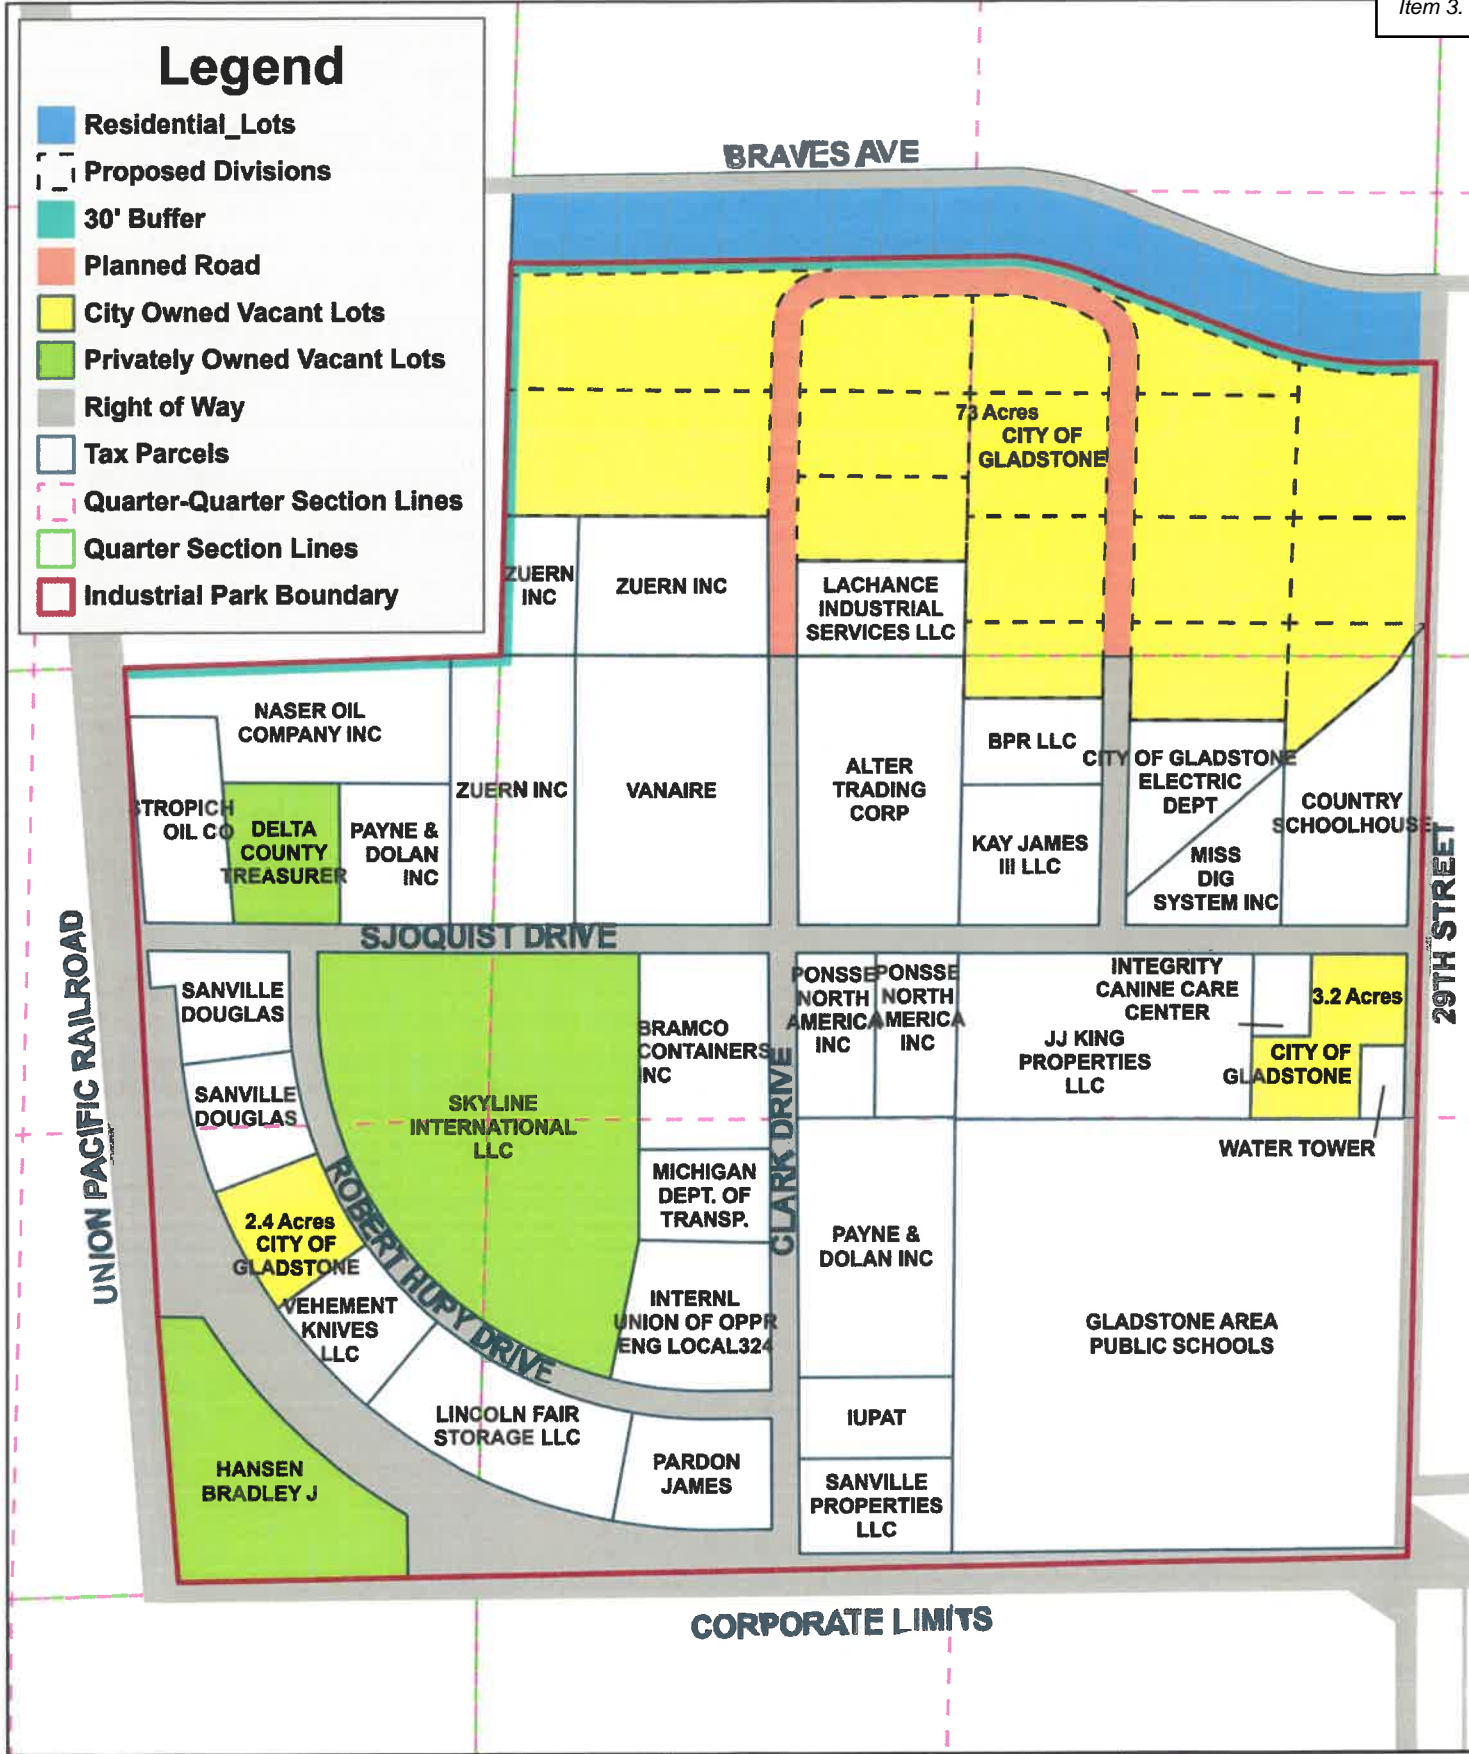 Item 3.
Legend
Residential_Lots
Proposed Divisions
30' Buffer
Planned Road
City Owned Vacant Lots
Privately Owned Vacant Lots
Right of Way
Tax Parcels
Quarter-Quarter Section Lines
Quarter Section Lines
Industrial Park Boundary
BRAVES AVE
73 Acres
CITY OF
GLADSTONE
ZUERN
INC
ZUERN INC
LACHANCE
INDUSTRIAL
SERVICES LLC
NASER OIL
COMPANY INC
STROPICH
OIL CO
DELTA
COUNTY
TREASURER
PAYNE &
DOLAN
INC
ZUERN INC
VANAIRE
ALTER
TRADING
CORP
BPR LLC
KAY JAMES
III LLC
CITY OF GLADSTONE
ELECTRIC
DEPT
MISS
DIG
SYSTEM INC
COUNTRY
SCHOOLHOUSE
29TH STREET
SJOQUIST DRIVE
UNION PACIFIC RAILROAD
SANVILLE
DOUGLAS
SANVILLE
DOUGLAS
2.4 Acres
CITY OF
GLADSTONE
VEHEMENT
KNIVES
LLC
ROBERT HUPY DRIVE
SKYLINE
INTERNATIONAL
LLC
BRAMCO
CONTAINERS
INC
MICHIGAN
DEPT. OF
TRANSP.
INTERNL
UNION OF OPPR
ENG LOCAL324
CLARK DRIVE
PONSSE
NORTH
AMERICA
INC
PONSSE
NORTH
AMERICA
INC
INTEGRITY
CANINE CARE
CENTER
JJ KING
PROPERTIES
LLC
3.2 Acres
CITY OF
GLADSTONE
WATER TOWER
PAYNE &
DOLAN INC
GLADSTONE AREA
PUBLIC SCHOOLS
LINCOLN FAIR
STORAGE LLC
PARDON
JAMES
IUPAT
SANVILLE
PROPERTIES
LLC
HANSEN
BRADLEY J
CORPORATE LIMITS